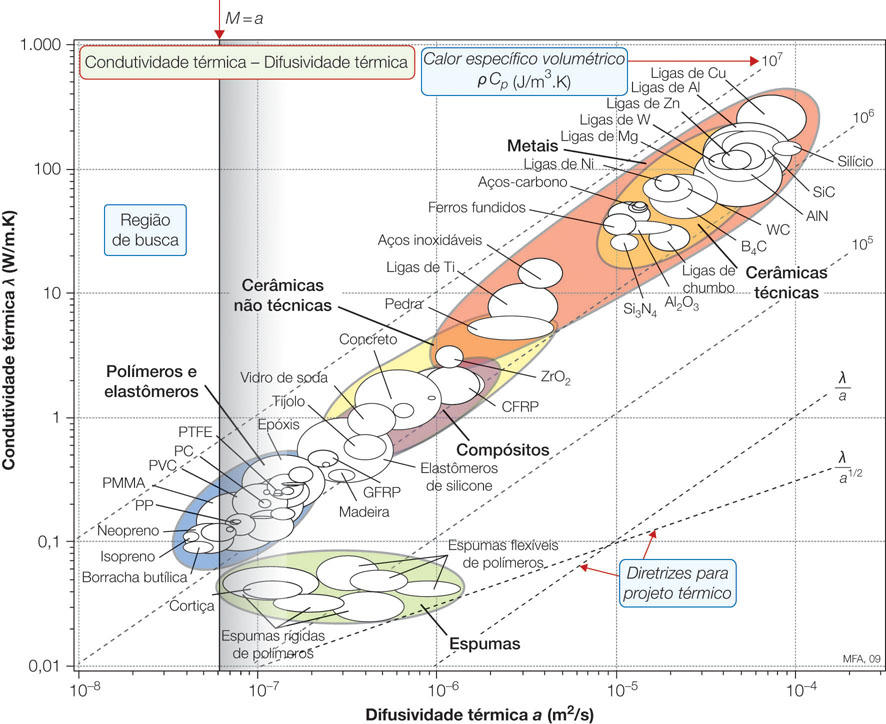 M = a
1.000
Condutividade térmica – Difusividade térmica
Calor específico volumétrico
ρ Cp (J/m³.K)
10⁷
Ligas de Cu
Ligas de Al
Ligas de Zn
Ligas de W
Ligas de Mg
10⁶
Metais
Ligas de Ni
Silício
100
Aços-carbono
SiC
Região
de busca
Ferros fundidos
AlN
WC
B₄C
Aços inoxidáveis
10⁵
Ligas de Ti
Ligas de
chumbo
Cerâmicas
técnicas
Cerâmicas
não técnicas
10
Pedra
Si₃N₄
Al₂O₃
Concreto
Polímeros e
elastômeros
Vidro de soda
ZrO₂
λ
a
Tijolo
CFRP
1
PTFE
Epóxis
Compósitos
PC
PVC
Elastômeros
de silicone
λ
a¹/²
PMMA
GFRP
PP
Madeira
Neopreno
0,1
Isopreno
Espumas flexíveis
de polímeros
Borracha butílica
Diretrizes para
projeto térmico
Cortiça
Espumas rígidas
de polímeros
Espumas
0,01
MFA, 09
10⁻⁸
10⁻⁷
10⁻⁶
10⁻⁵
10⁻⁴
Difusividade térmica a (m²/s)
Condutividade térmica λ (W/m.K)